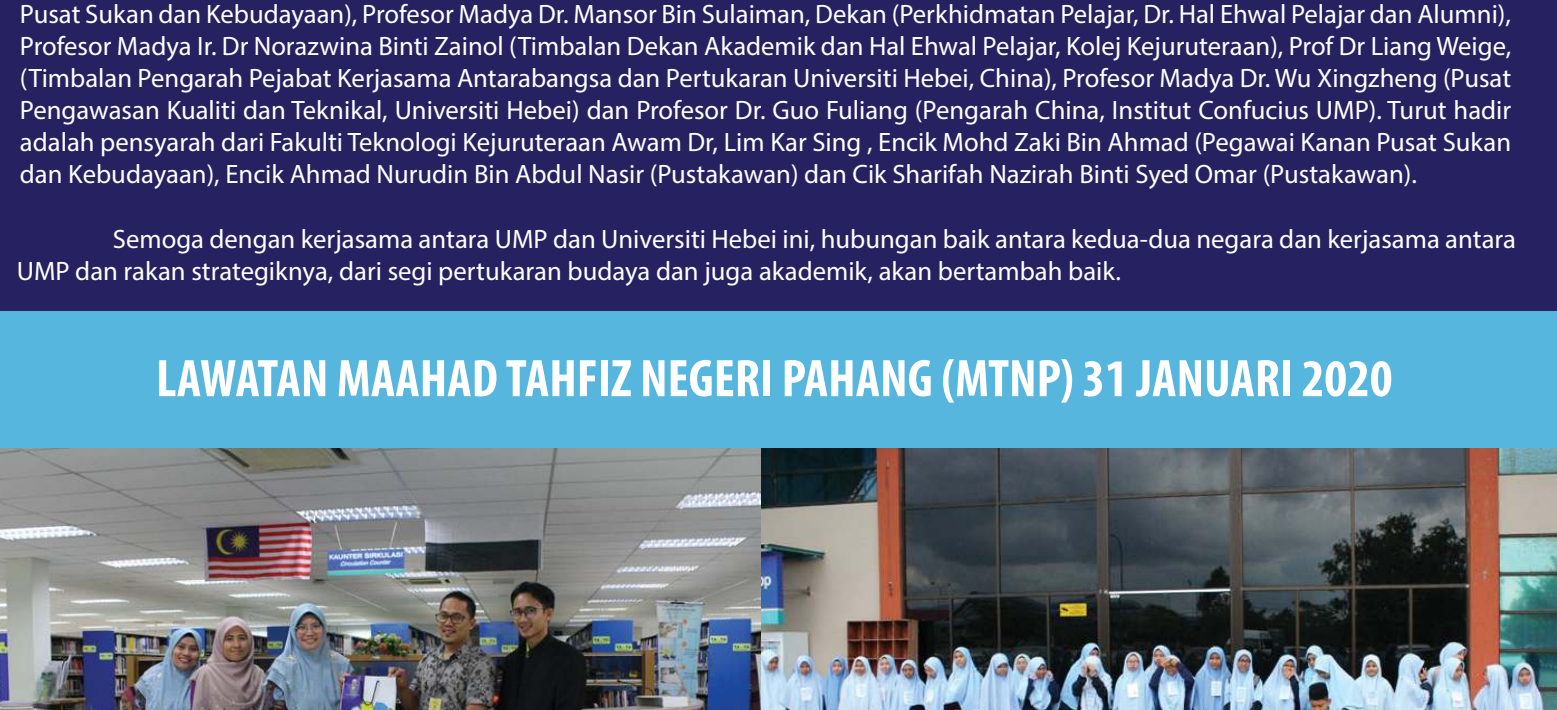 Pusat Sukan dan Kebudayaan), Profesor Madya Dr. Mansor Bin Sulaiman, Dekan (Perkhidmatan Pelajar, Dr. Hal Ehwal Pelajar dan Alumni),
Profesor Madya Ir. Dr Norazwina Binti Zainol (Timbalan Dekan Akademik dan Hal Ehwal Pelajar, Kolej Kejuruteraan), Prof Dr Liang Weige,
(Timbalan Pengarah Pejabat Kerjasama Antarabangsa dan Pertukaran Universiti Hebei, China), Profesor Madya Dr. Wu Xingzheng (Pusat
Pengawasan Kualiti dan Teknikal, Universiti Hebei) dan Profesor Dr. Guo Fuliang (Pengarah China, Institut Confucius UMP). Turut hadir
adalah pensyarah dari Fakulti Teknologi Kejuruteraan Awam Dr, Lim Kar Sing , Encik Mohd Zaki Bin Ahmad (Pegawai Kanan Pusat Sukan
dan Kebudayaan), Encik Ahmad Nurudin Bin Abdul Nasir (Pustakawan) dan Cik Sharifah Nazirah Binti Syed Omar (Pustakawan).
Semoga dengan kerjasama antara UMP dan Universiti Hebei ini, hubungan baik antara kedua-dua negara dan kerjasama antara
UMP dan rakan strategiknya, dari segi pertukaran budaya dan juga akademik, akan bertambah baik.
LAWATAN MAAHAD TAHFIZ NEGERI PAHANG (MTNP) 31 JANUARI 2020
KAUNTER SIRKULASI
Circulation Counter